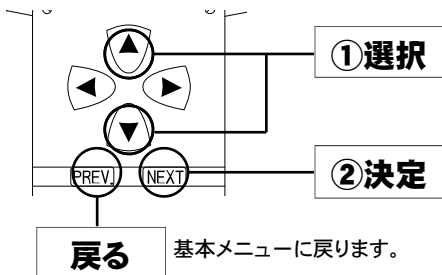 ①選択
PREV.
NEXT
②決定
戻る
基本メニューに戻ります。